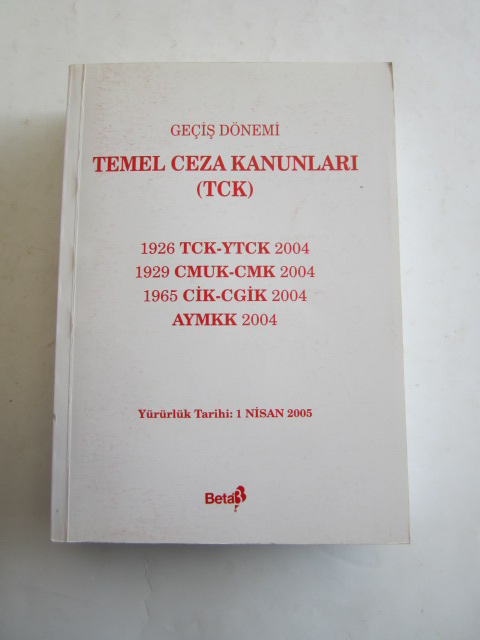 GEÇİŞ DÖNEMİ
TEMEL CEZA KANUNLARI
(TCK)
1926 TCK-YTCK 2004
1929 CMUK-CMK 2004
1965 CİK-CGİK 2004
AYMKK 2004
Yürürlük Tarihi: 1 NİSAN 2005
Beta